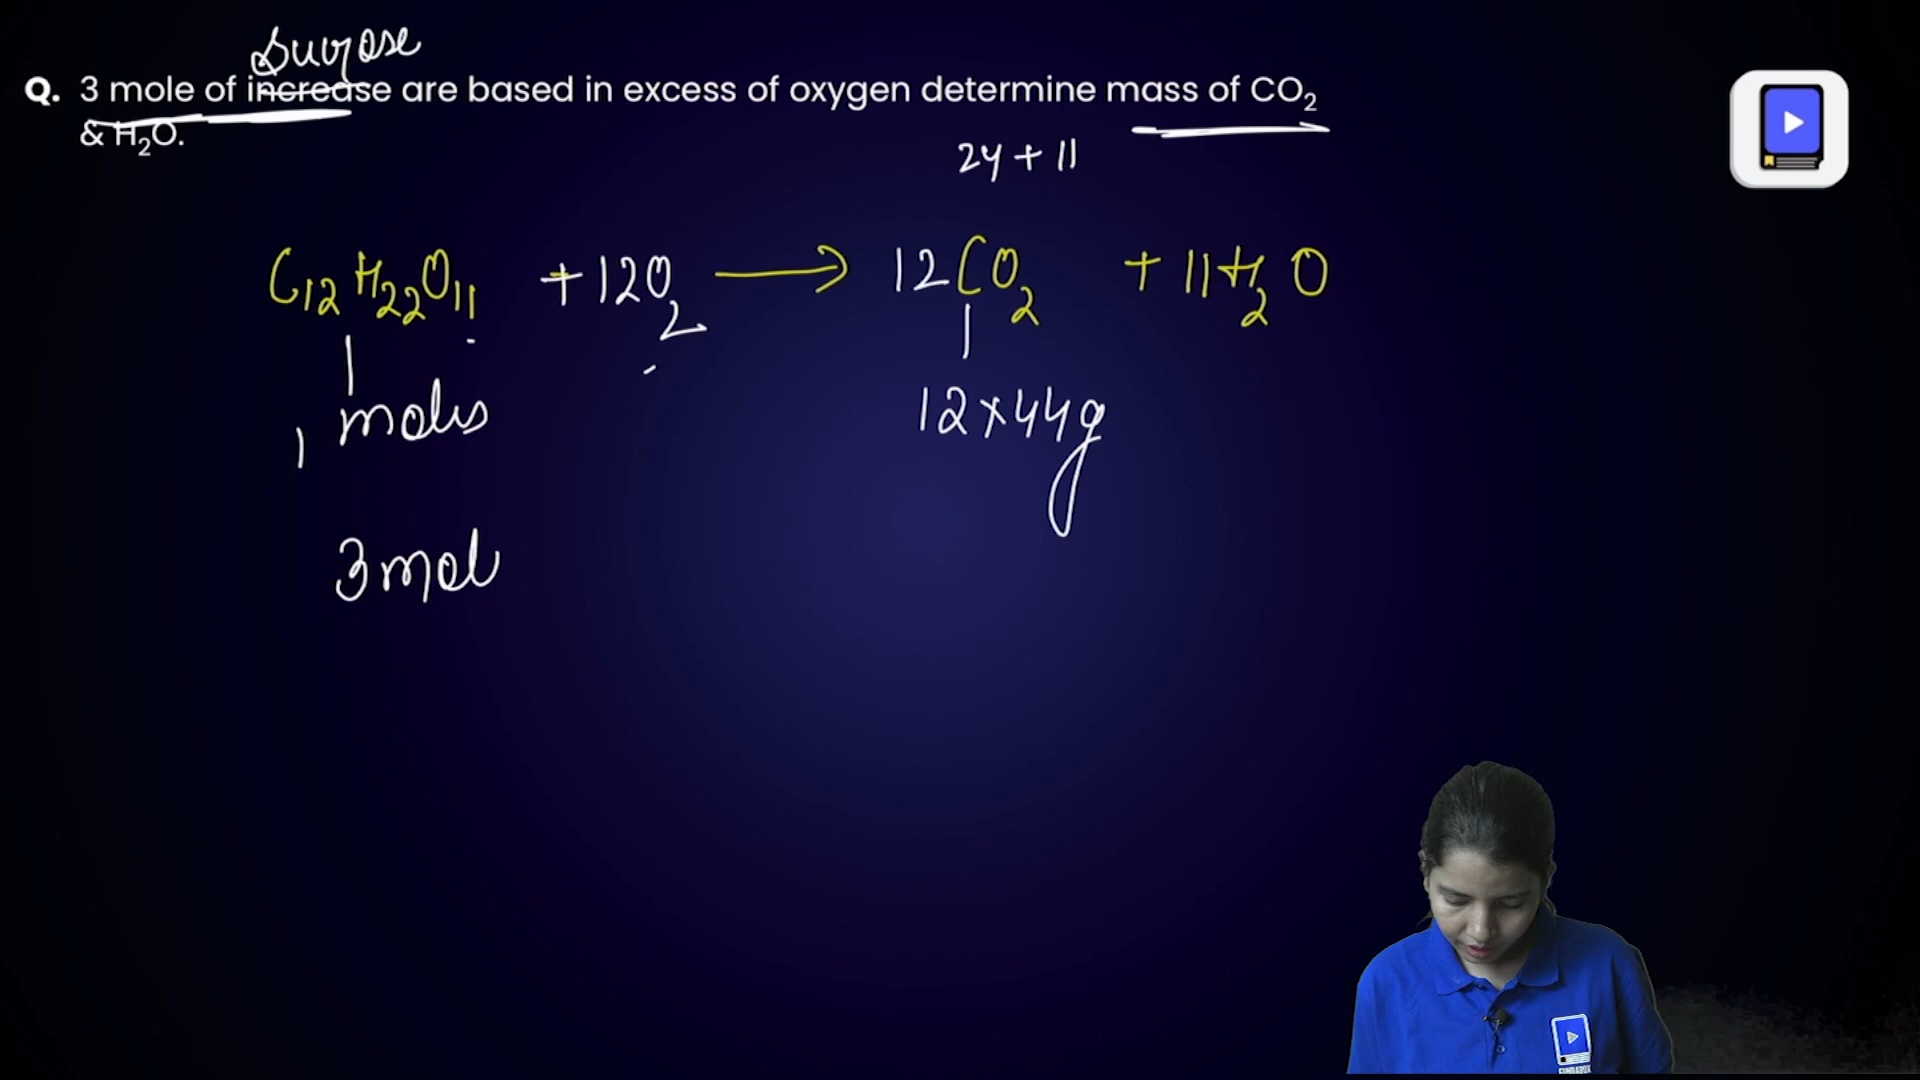 Sucrose
Q. 3 mole of increase are based in excess of oxygen determine mass of CO₂
& H₂O.
24 + 11
C₁₂H₂₂O₁₁ + 12O₂ → 12CO₂ + 11H₂O
1 moles 12×44g
3mol